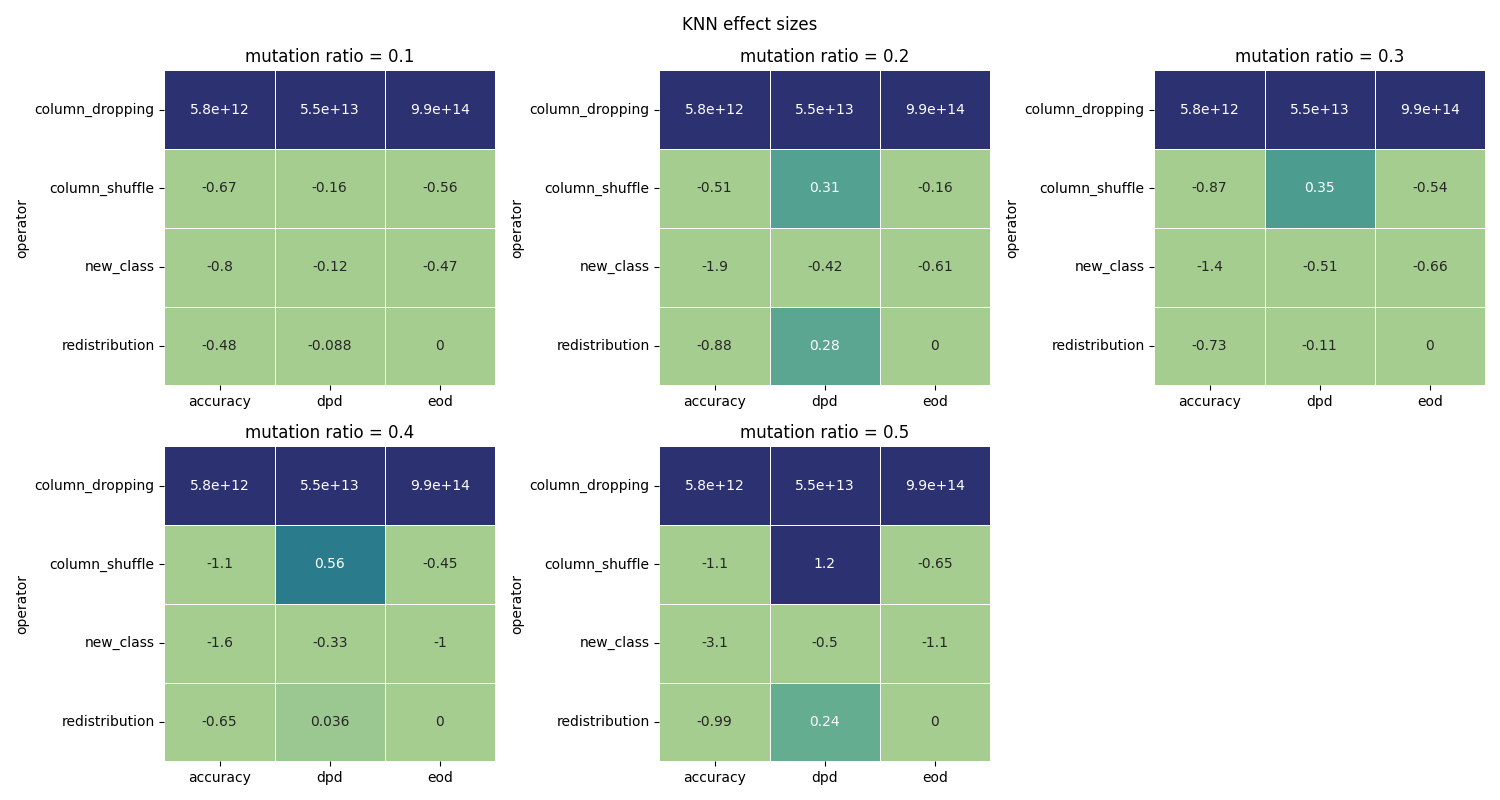 KNN effect sizes
mutation ratio = 0.1
column_dropping 5.8e+12 5.5e+13 9.9e+14
column_shuffle -0.67 -0.16 -0.56
new_class -0.8 -0.12 -0.47
redistribution -0.48 -0.088 0
accuracy dpd eod
operator
mutation ratio = 0.2
column_dropping 5.8e+12 5.5e+13 9.9e+14
column_shuffle -0.51 0.31 -0.16
new_class -1.9 -0.42 -0.61
redistribution -0.88 0.28 0
accuracy dpd eod
operator
mutation ratio = 0.3
column_dropping 5.8e+12 5.5e+13 9.9e+14
column_shuffle -0.87 0.35 -0.54
new_class -1.4 -0.51 -0.66
redistribution -0.73 -0.11 0
accuracy dpd eod
operator
mutation ratio = 0.4
column_dropping 5.8e+12 5.5e+13 9.9e+14
column_shuffle -1.1 0.56 -0.45
new_class -1.6 -0.33 -1
redistribution -0.65 0.036 0
accuracy dpd eod
operator
mutation ratio = 0.5
column_dropping 5.8e+12 5.5e+13 9.9e+14
column_shuffle -1.1 1.2 -0.65
new_class -3.1 -0.5 -1.1
redistribution -0.99 0.24 0
accuracy dpd eod
operator